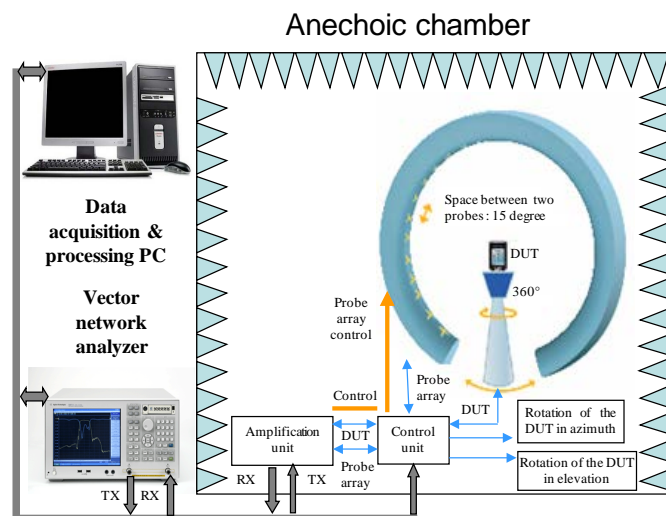 Anechoic chamber
Data
acquisition &
processing PC
Vector
network
analyzer
TX
RX
Space between two
probes : 15 degree
DUT
360°
Probe
array
control
Control
Probe
array
DUT
Amplification
unit
DUT
Probe
array
Control
unit
RX
TX
Rotation of the
DUT in azimuth
Rotation of the DUT
in elevation